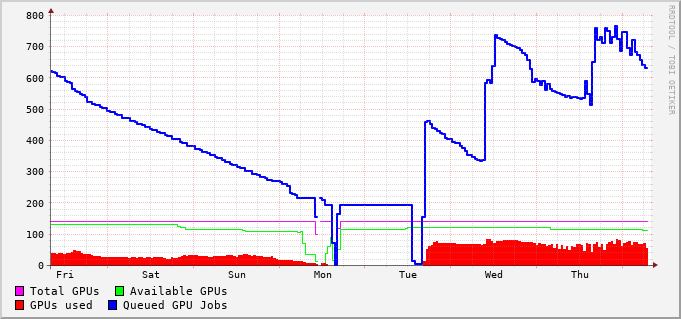 800
700
600
500
400
300
200
100
0
Fri Sat Sun Mon Tue Wed Thu
Total GPUs Available GPUs
GPUs used Queued GPU Jobs
RRDTOOL / TOBI OETIKER